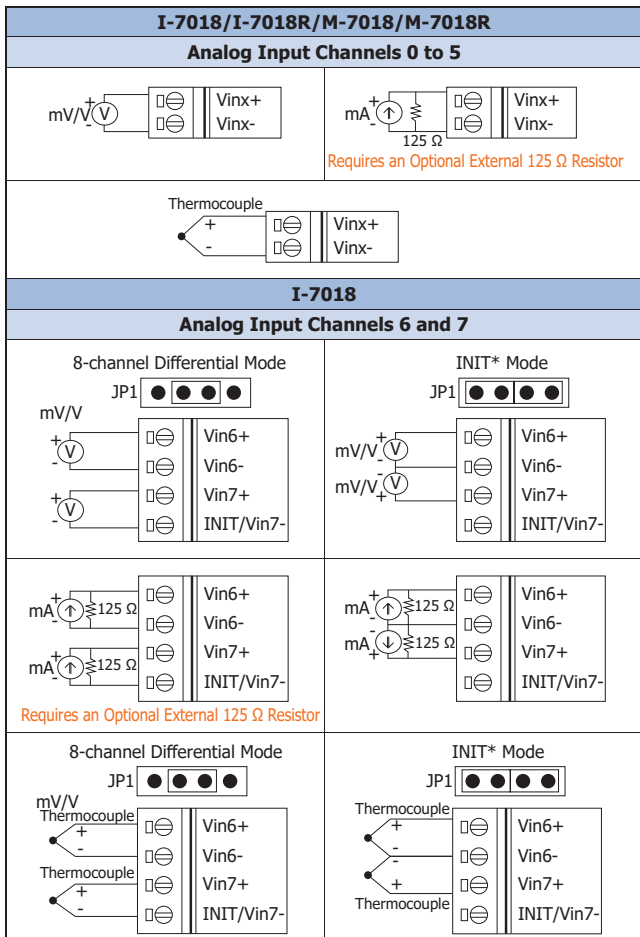 I-7018/I-7018R/M-7018/M-7018R
Analog Input Channels 0 to 5
mV/V + - V Vinx+
Vinx-
mA + - 125 Ω Vinx+
Vinx-
Requires an Optional External 125 Ω Resistor
Thermocouple
+ Vinx+
- Vinx-
I-7018
Analog Input Channels 6 and 7
8-channel Differential Mode
JP1
mV/V
+ V - Vin6+
Vin6-
+ V - Vin7+
INIT/Vin7-
INIT* Mode
JP1
mV/V + V - Vin6+
Vin6-
mV/V - V + Vin7+
INIT/Vin7-
mA + - 125 Ω Vin6+
Vin6-
mA + - 125 Ω Vin7+
INIT/Vin7-
Requires an Optional External 125 Ω Resistor
mA + - 125 Ω Vin6+
Vin6-
mA - + 125 Ω Vin7+
INIT/Vin7-
8-channel Differential Mode
JP1
mV/V
Thermocouple
+ Vin6+
- Vin6-
Thermocouple
+ Vin7+
- INIT/Vin7-
INIT* Mode
JP1
Thermocouple
+ Vin6+
- Vin6-
-
+ Vin7+
Thermocouple
INIT/Vin7-